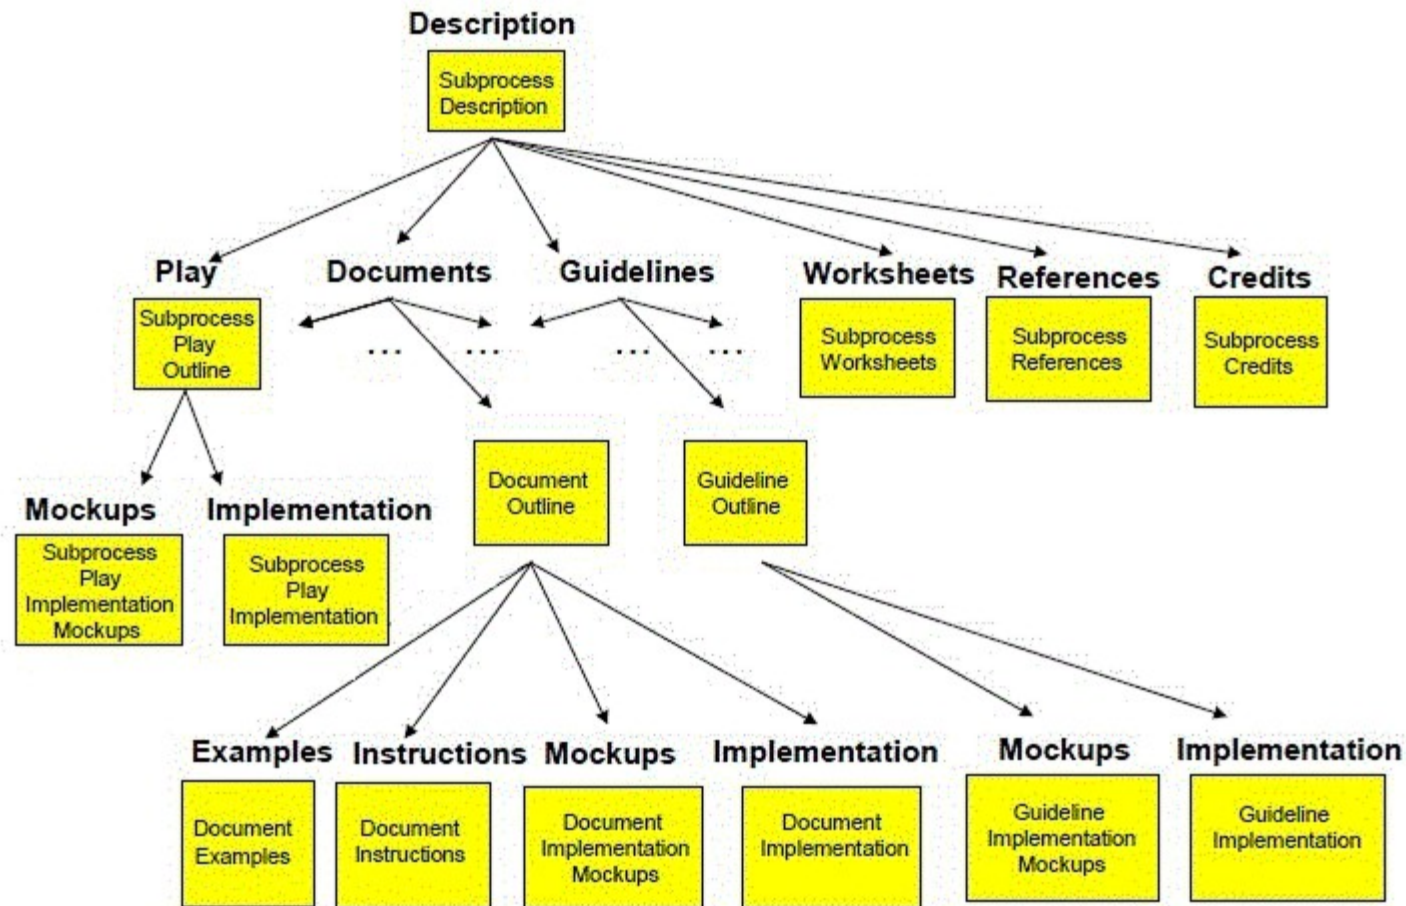 Description
Subprocess
Description
Play
Documents
Guidelines
Worksheets
References
Credits
Subprocess
Play
Outline
...
...
...
...
Subprocess
Worksheets
Subprocess
References
Subprocess
Credits
Document
Outline
Guideline
Outline
Mockups
Implementation
Subprocess
Play
Implementation
Mockups
Subprocess
Play
Implementation
Examples
Instructions
Mockups
Implementation
Mockups
Implementation
Document
Examples
Document
Instructions
Document
Implementation
Mockups
Document
Implementation
Guideline
Implementation
Mockups
Guideline
Implementation